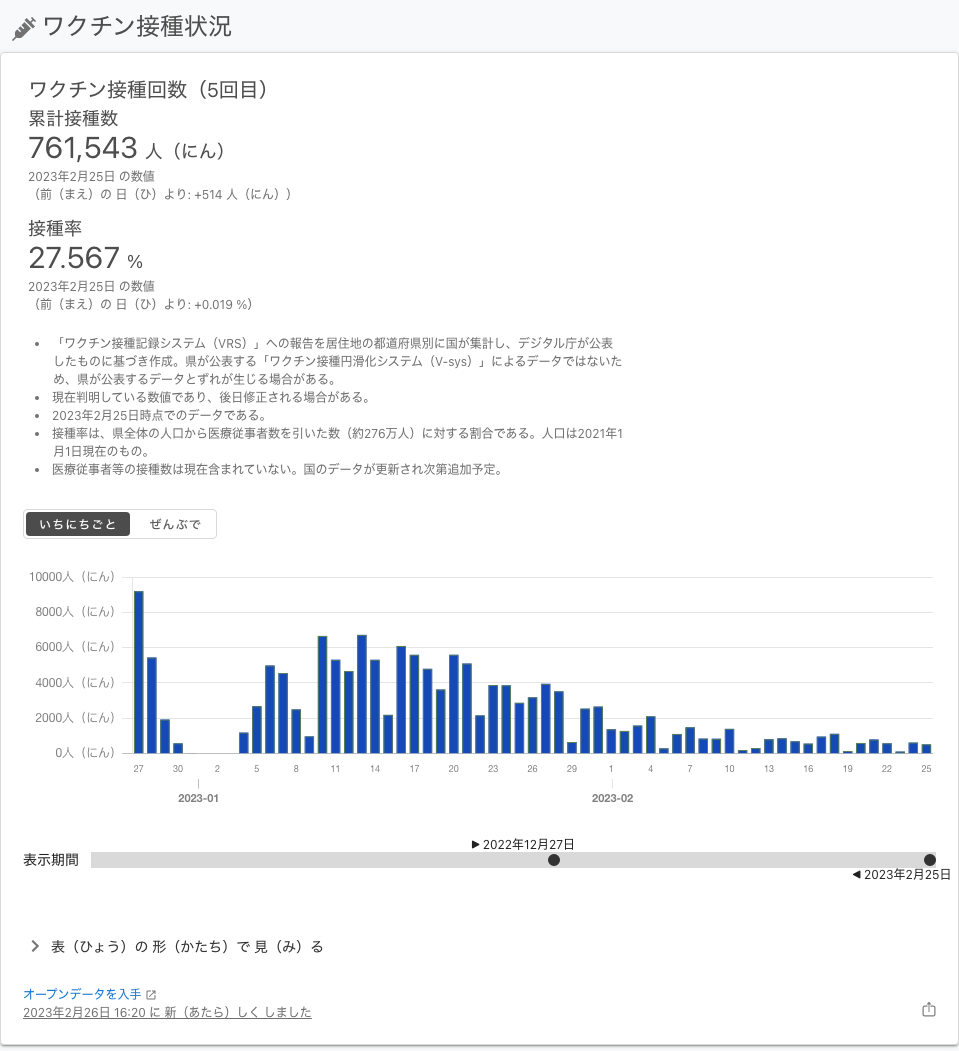 ワクチン接種状況
ワクチン接種回数（5回目）
累計接種数
761,543 人（にん）
2023年2月25日 の数値
（前（まえ）の 日（ひ）より: +514 人（にん））
接種率
27.567 %
2023年2月25日 の数値
（前（まえ）の 日（ひ）より: +0.019 %）
• 「ワクチン接種記録システム（VRS）」への報告を居住地の都道府県別に国が集計し、デジタル庁が公表
したものに基づき作成。県が公表する「ワクチン接種円滑化システム（V-sys）」によるデータではないた
め、県が公表するデータとずれが生じる場合がある。
• 現在判明している数値であり、後日修正される場合がある。
• 2023年2月25日時点でのデータである。
• 接種率は、県全体の人口から医療従事者数を引いた数（約276万人）に対する割合である。人口は2021年1
月1日現在のもの。
• 医療従事者等の接種数は現在含まれていない。国のデータが更新され次第追加予定。
いちにちごと ぜんぶで
10000人（にん）
8000人（にん）
6000人（にん）
4000人（にん）
2000人（にん）
0人（にん）
27 30 2 5 8 11 14 17 20 23 26 29 1 4 7 10 13 16 19 22 25
2023-01 2023-02
▶ 2022年12月27日
表示期間
◀ 2023年2月25日
表（ひょう）の 形（かたち）で 見（み）る
オープンデータを入手
2023年2月26日 16:20 に 新（あたら）しく しました